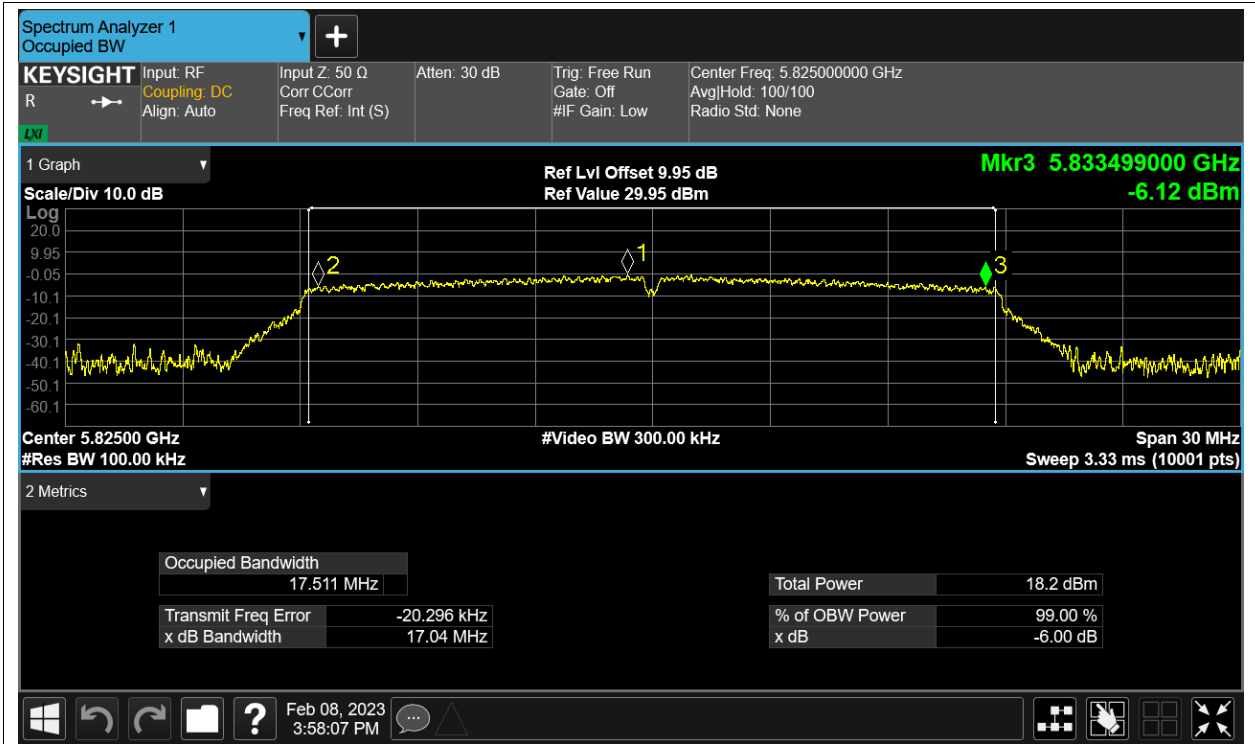 Spectrum Analyzer 1
Occupied BW
KEYSIGHT
R
LXI
Input: RF
Coupling: DC
Align: Auto
Input Z: 50 Ω
Corr CCorr
Freq Ref: Int (S)
Atten: 30 dB
Trig: Free Run
Gate: Off
#IF Gain: Low
Center Freq: 5.825000000 GHz
Avg|Hold: 100/100
Radio Std: None
1 Graph
Scale/Div 10.0 dB
Ref Lvl Offset 9.95 dB
Ref Value 29.95 dBm
Mkr3 5.833499000 GHz
-6.12 dBm
Log
20.0
9.95
-0.05
-10.1
-20.1
-30.1
-40.1
-50.1
-60.1
2
1
3
Center 5.82500 GHz
#Video BW 300.00 kHz
Span 30 MHz
#Res BW 100.00 kHz
Sweep 3.33 ms (10001 pts)
2 Metrics
Occupied Bandwidth
17.511 MHz
Transmit Freq Error -20.296 kHz
x dB Bandwidth 17.04 MHz
Total Power 18.2 dBm
% of OBW Power 99.00 %
x dB -6.00 dB
?
Feb 08, 2023
3:58:07 PM